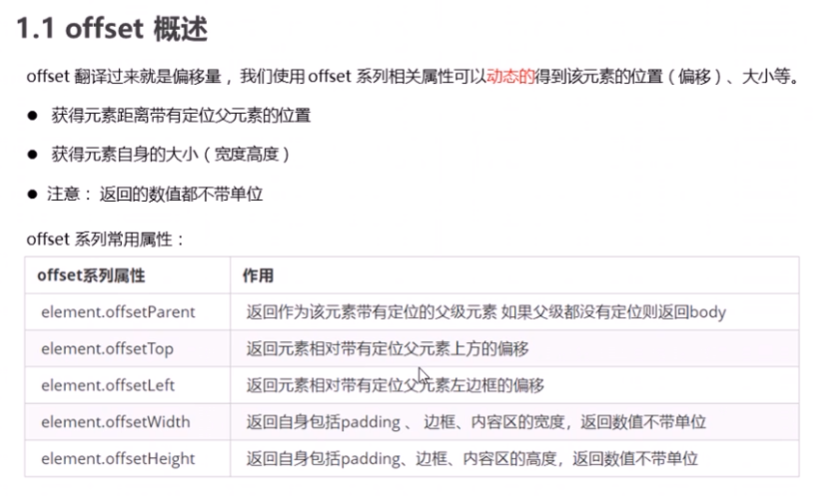 1.1 offset 概述
offset 翻译过来就是偏移量，我们使用 offset 系列相关属性可以动态的得到该元素的位置（偏移）、大小等。
● 获得元素距离带有定位父元素的位置
● 获得元素自身的大小（宽度高度）
● 注意：返回的数值都不带单位
offset 系列常用属性：
offset系列属性 作用
element.offsetParent 返回作为该元素带有定位的父级元素 如果父级都没有定位则返回body
element.offsetTop 返回元素相对带有定位父元素上方的偏移
element.offsetLeft 返回元素相对带有定位父元素左边框的偏移
element.offsetWidth 返回自身包括padding 、 边框、内容区的宽度，返回数值不带单位
element.offsetHeight 返回自身包括padding、边框、内容区的高度，返回数值不带单位